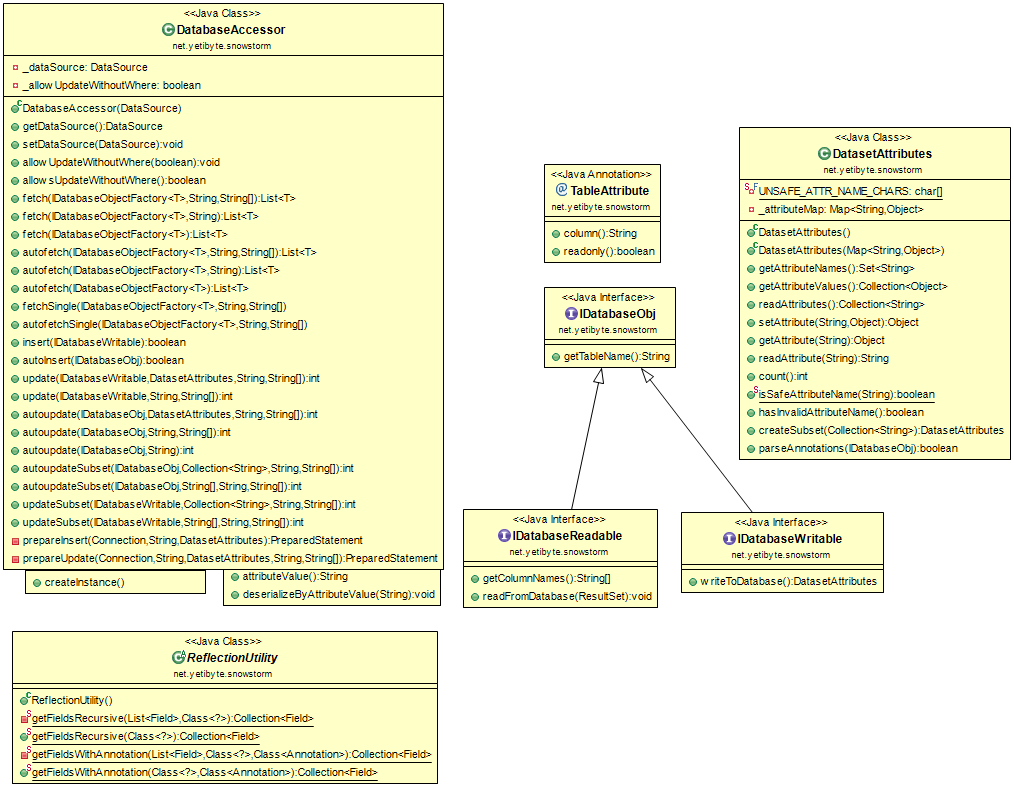 <<Java Class>>
DatabaseAccessor
net.yetibyte.snowstorm
_dataSource: DataSource
_allowUpdateWithoutWhere: boolean
DatabaseAccessor(DataSource)
getDataSource():DataSource
setDataSource(DataSource):void
allowUpdateWithoutWhere(boolean):void
allowsUpdateWithoutWhere():boolean
fetch(IDatabaseObjectFactory<T>,String,String[]):List<T>
fetch(IDatabaseObjectFactory<T>,String):List<T>
fetch(IDatabaseObjectFactory<T>):List<T>
autofetch(IDatabaseObjectFactory<T>,String,String[]):List<T>
autofetch(IDatabaseObjectFactory<T>,String):List<T>
autofetch(IDatabaseObjectFactory<T>):List<T>
fetchSingle(IDatabaseObjectFactory<T>,String,String[])
autofetchSingle(IDatabaseObjectFactory<T>,String,String[])
insert(IDatabaseWritable):boolean
autoInsert(IDatabaseObj):boolean
update(IDatabaseWritable,DatasetAttributes,String,String[]):int
update(IDatabaseWritable,String,String[]):int
autoupdate(IDatabaseObj,DatasetAttributes,String,String[]):int
autoupdate(IDatabaseObj,String,String[]):int
autoupdate(IDatabaseObj,String):int
autoupdateSubset(IDatabaseObj,Collection<String>,String,String[]):int
autoupdateSubset(IDatabaseObj,String[],String,String[]):int
updateSubset(IDatabaseWritable,Collection<String>,String,String[]):int
updateSubset(IDatabaseWritable,String[],String,String[]):int
prepareInsert(Connection,String,DatasetAttributes):PreparedStatement
prepareUpdate(Connection,String,DatasetAttributes,String,String[]):PreparedStatement
createInstance()
attributeValue():String
deserializeByAttributeValue(String):void
<<Java Annotation>>
TableAttribute
net.yetibyte.snowstorm
column():String
readonly():boolean
<<Java Interface>>
IDatabaseObj
net.yetibyte.snowstorm
getTableName():String
<<Java Class>>
DatasetAttributes
net.yetibyte.snowstorm
UNSAFE_ATTR_NAME_CHARS: char[]
_attributeMap: Map<String,Object>
DatasetAttributes()
DatasetAttributes(Map<String,Object>)
getAttributeNames():Set<String>
getAttributeValues():Collection<Object>
readAttributes():Collection<String>
setAttribute(String,Object):Object
getAttribute(String):Object
readAttribute(String):String
count():int
isSafeAttributeName(String):boolean
hasInvalidAttributeName():boolean
createSubset(Collection<String>):DatasetAttributes
parseAnnotations(IDatabaseObj):boolean
<<Java Interface>>
IDatabaseReadable
net.yetibyte.snowstorm
getColumnNames():String[]
readFromDatabase(ResultSet):void
<<Java Interface>>
IDatabaseWritable
net.yetibyte.snowstorm
writeToDatabase():DatasetAttributes
<<Java Class>>
ReflectionUtility
net.yetibyte.snowstorm
ReflectionUtility()
getFieldsRecursive(List<Field>,Class<?>):Collection<Field>
getFieldsRecursive(Class<?>):Collection<Field>
getFieldsWithAnnotation(List<Field>,Class<?>,Class<Annotation>):Collection<Field>
getFieldsWithAnnotation(Class<?>,Class<Annotation>):Collection<Field>